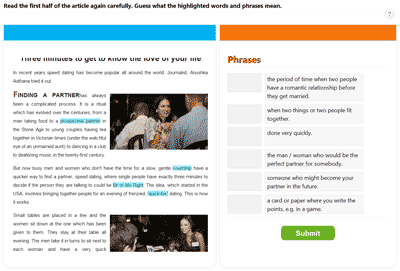 Read the first half of the article again carefully. Guess what the highlighted words and phrases mean.
?
Three minutes to get to know the love of your life
In recent years speed dating has become popular all around the world. Journalist, Anushka
Asthana tried it out.
FINDING A PARTNER has always
been a complicated process. It is a ritual
which has evolved over the centuries; from a
man taking food to a prospective partner in
the Stone Age to young couples having tea
together in Victorian times (under the watchful
eye of an unmarried aunt) to dancing in a club
to deafening music in the twenty-first century.
But now busy men and women who don't have the time for a slow, gentle courtship have a
quicker way to find a partner, speed dating, where single people have exactly three minutes to
decide if the person they are talking to could be Mr or Ms Right. The idea, which started in the
USA, involves bringing together people for an evening of frenzied, 'quick-fire' dating. This is how
it works.
Small tables are placed in a line and the
women sit down at the one which has been
given to them. They stay at their table all
evening. The men take it in turns to sit next to
each woman and have a very quick
Phrases
the period of time when two people
have a romantic relationship before
they get married.
when two things or two people fit
together.
done very quickly.
the man / woman who would be the
perfect partner for somebody.
someone who might become your
partner in the future.
a card or paper where you write the
points, e.g. in a game.
Submit